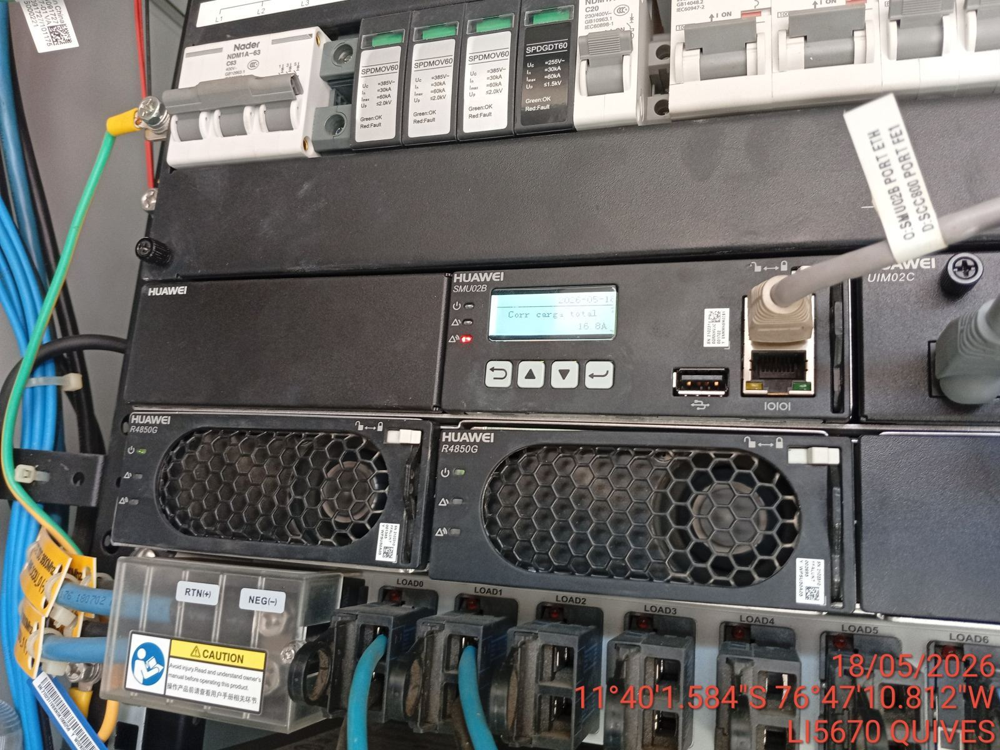 L1
L2
L3
Nader
NDM1A-63
C63
400V~
GB10963.1
SPDMOV60
Uc =385V~
In =30kA
Imax =60kA
Up ≤2.0kV
Green:OK
Red:Fault
SPDMOV60
Uc =385V~
In =30kA
Imax =60kA
Up ≤2.0kV
Green:OK
Red:Fault
SPDMOV60
Uc =385V~
In =30kA
Imax =60kA
Up ≤2.0kV
Green:OK
Red:Fault
SPDGDT60
Uc =255V~
In =30kA
Imax =60kA
Up ≤1.5kV
Green:OK
Red:Fault
C20
230/400V~
GB10963.1
IEC60898-1
ON
GB14048.2
IEC60947-2
I ON
I ON
O:SMU02B PORT ETH
D:SCC800 PORT FE1
HUAWEI
HUAWEI
SMU02B
2026-05-18
Corr carga total
16.8A
IOIOI
UIM02C
HUAWEI
R4850G
HUAWEI
R4850G
RTN(+)
NEG(-)
CAUTION
Avoid injury.Read and understand owner's
manual before operating this product.
操作产品前请查看用户手册相关环节
LOAD0
LOAD1
LOAD2
LOAD3
LOAD4
LOAD5
LOAD6
18/05/2026
11°40'1.584"S 76°47'10.812"W
LI5670 QUIVES